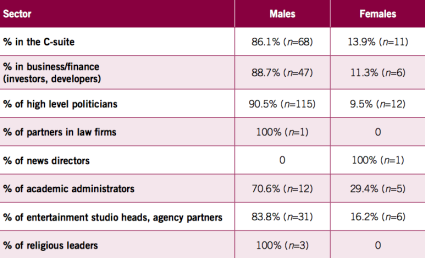 Sector Males Females
% in the C-suite 86.1% (n=68) 13.9% (n=11)
% in business/finance
(investors, developers) 88.7% (n=47) 11.3% (n=6)
% of high level politicians 90.5% (n=115) 9.5% (n=12)
% of partners in law firms 100% (n=1) 0
% of news directors 0 100% (n=1)
% of academic administrators 70.6% (n=12) 29.4% (n=5)
% of entertainment studio heads, agency partners 83.8% (n=31) 16.2% (n=6)
% of religious leaders 100% (n=3) 0